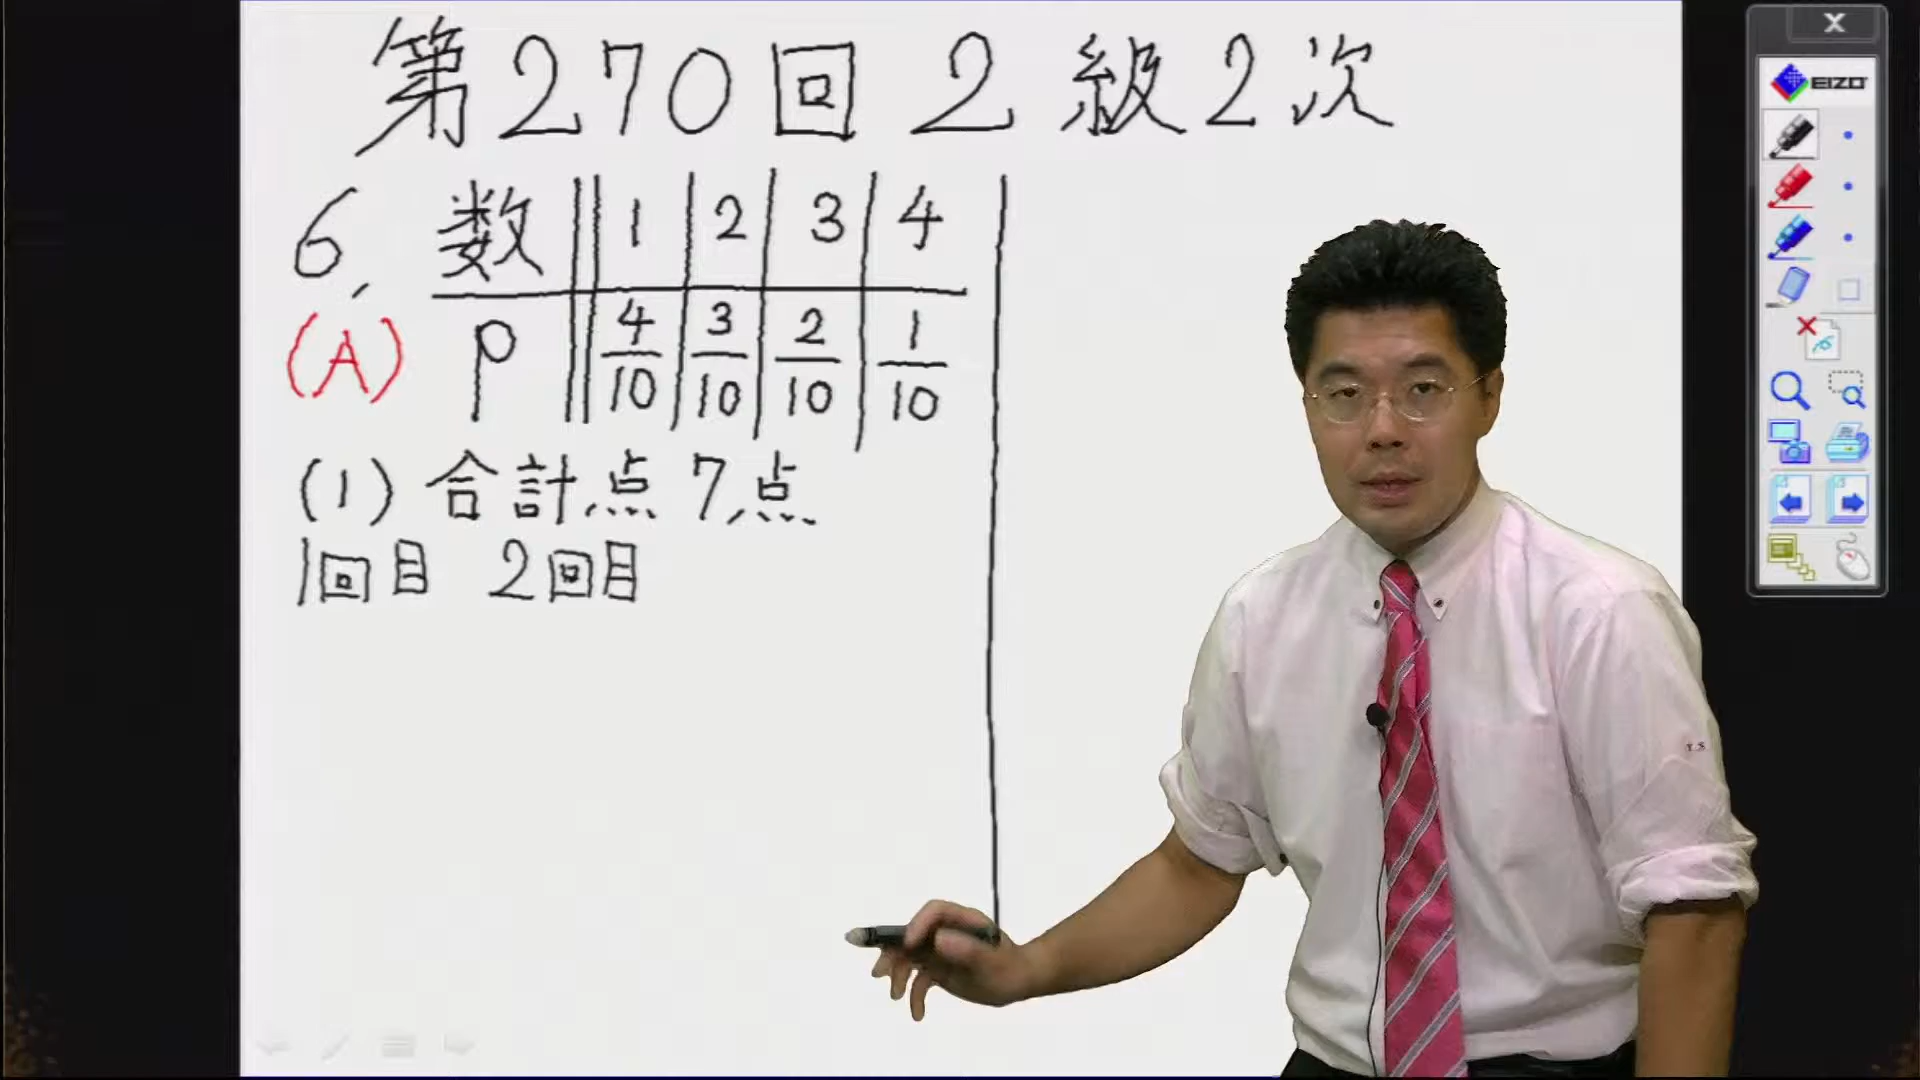 第270回 2級2次
6, 数 1 2 3 4
(A) P 4/10 3/10 2/10 1/10
(1) 合計点 7点
1回目 2回目
EIZO
Y.S